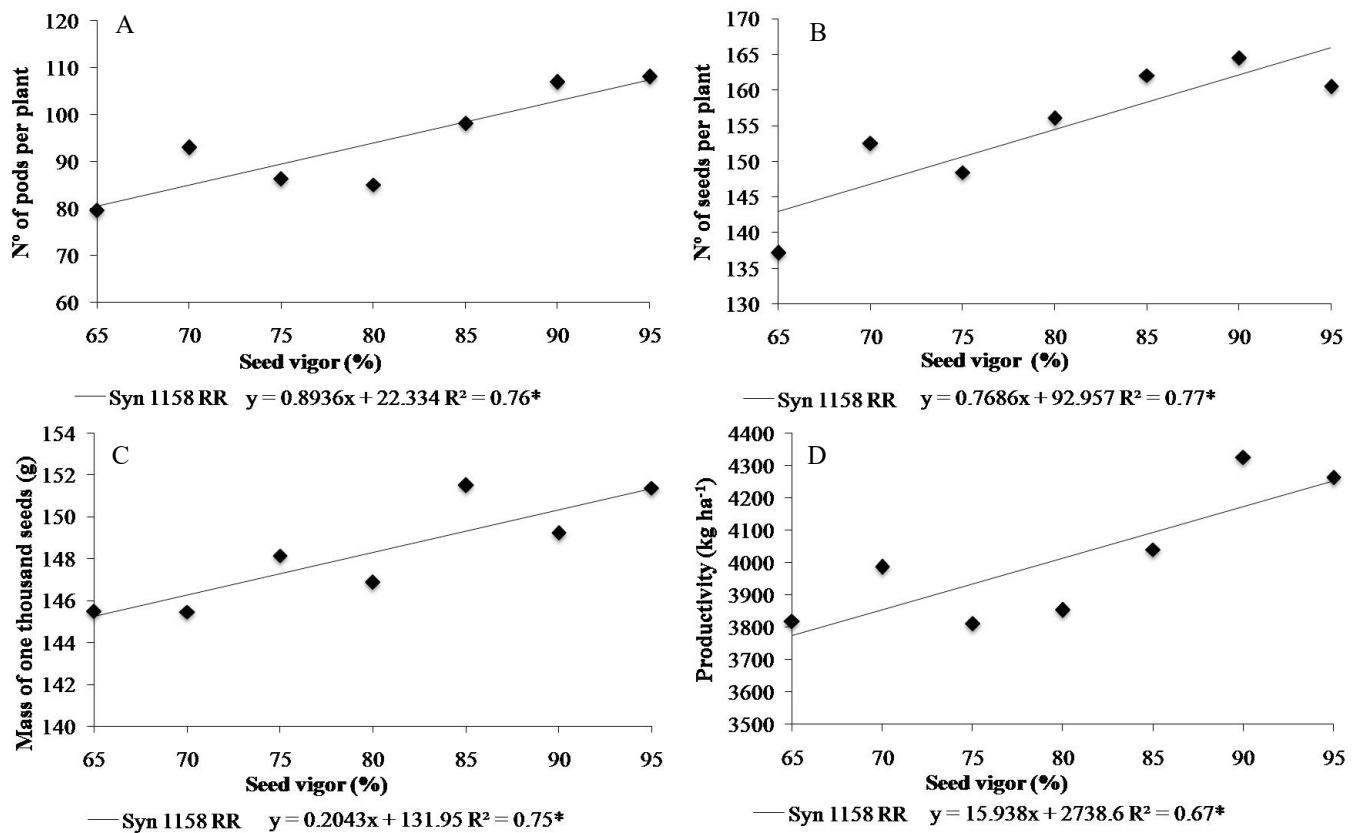 A
Nº of pods per plant
120
110
100
90
80
70
60
65 70 75 80 85 90 95
Seed vigor (%)
Syn 1158 RR y = 0.8936x + 22.334 R² = 0.76*
B
Nº of seeds per plant
170
165
160
155
150
145
140
135
130
65 70 75 80 85 90 95
Seed vigor (%)
Syn 1158 RR y = 0.7686x + 92.957 R² = 0.77*
C
Mass of one thousand seeds (g)
154
152
150
148
146
144
142
140
65 70 75 80 85 90 95
Seed vigor (%)
Syn 1158 RR y = 0.2043x + 131.95 R² = 0.75*
D
Productivity (kg ha⁻¹)
4400
4300
4200
4100
4000
3900
3800
3700
3600
3500
65 70 75 80 85 90 95
Seed vigor (%)
Syn 1158 RR y = 15.938x + 2738.6 R² = 0.67*